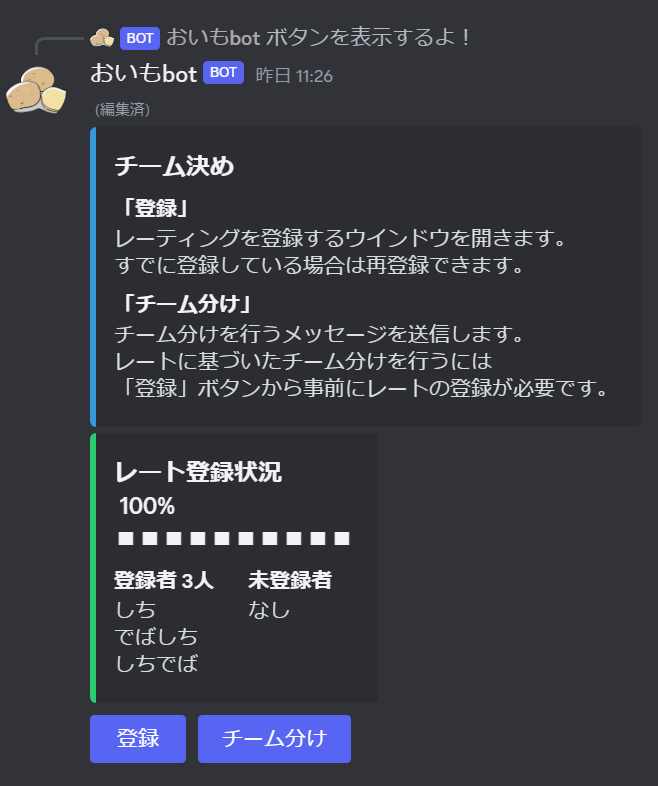 BOT おいもbot ボタンを表示するよ！
おいもbot BOT 昨日 11:26
(編集済)
チーム決め
「登録」
レーティングを登録するウインドウを開きます。
すでに登録している場合は再登録できます。
「チーム分け」
チーム分けを行うメッセージを送信します。
レートに基づいたチーム分けを行うには
「登録」ボタンから事前にレートの登録が必要です。
レート登録状況
100%
■ ■ ■ ■ ■ ■ ■ ■ ■ ■
登録者 3人 未登録者
しち なし
でばしち
しちでば
登録 チーム分け